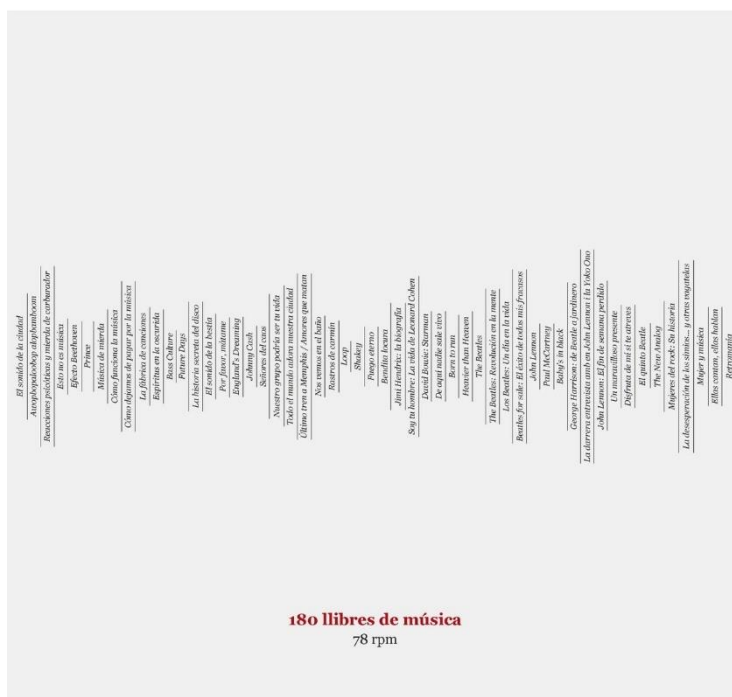 El sonido de la ciudad
Awopbopaloobop alopbamboom
Reacciones psicóticas y mierda de carburador
Esto no es música
Efecto Beethoven
Prince
Música de mierda
Cómo funciona la música
Cómo dejamos de pagar por la música
La fábrica de canciones
Espíritus en la oscuridad
Bass Culture
Future Days
La historia secreta del disco
El sonido de la bestia
Por favor, mátame
England's Dreaming
Johnny Cash
Señores del caos
Nuestro grupo podría ser tu vida
Todo el mundo adora nuestra ciudad
Último tren a Memphis / Amores que matan
Nos vemos en el baño
Rastros de carmín
Loops
Shakey
Fuego eterno
Bendita locura
Jimi Hendrix: la biografía
Soy tu hombre: La vida de Leonard Cohen
David Bowie: Starman
De aquí nadie sale vivo
Born to run
Heavier than Heaven
The Beatles
The Beatles: Revolución en la mente
Los Beatles: Un día en la vida
Beatles for sale: El éxito de todos mis fracasos
John Lennon
Paul McCartney
Baby's in Black
George Harrison: de Beatle a jardinero
La darrera entrevista amb en John Lennon i la Yoko Ono
John Lennon: El fin de semana perdido
Un maravilloso presente
Disfruta de mí si te atreves
El quinto Beatle
The New Analog
Mujeres del rock: Su historia
La desesperación de los simios... y otras bagatelas
Mujer y música
Ellas cantan, ellas hablan
Retromanía
180 llibres de música
78 rpm